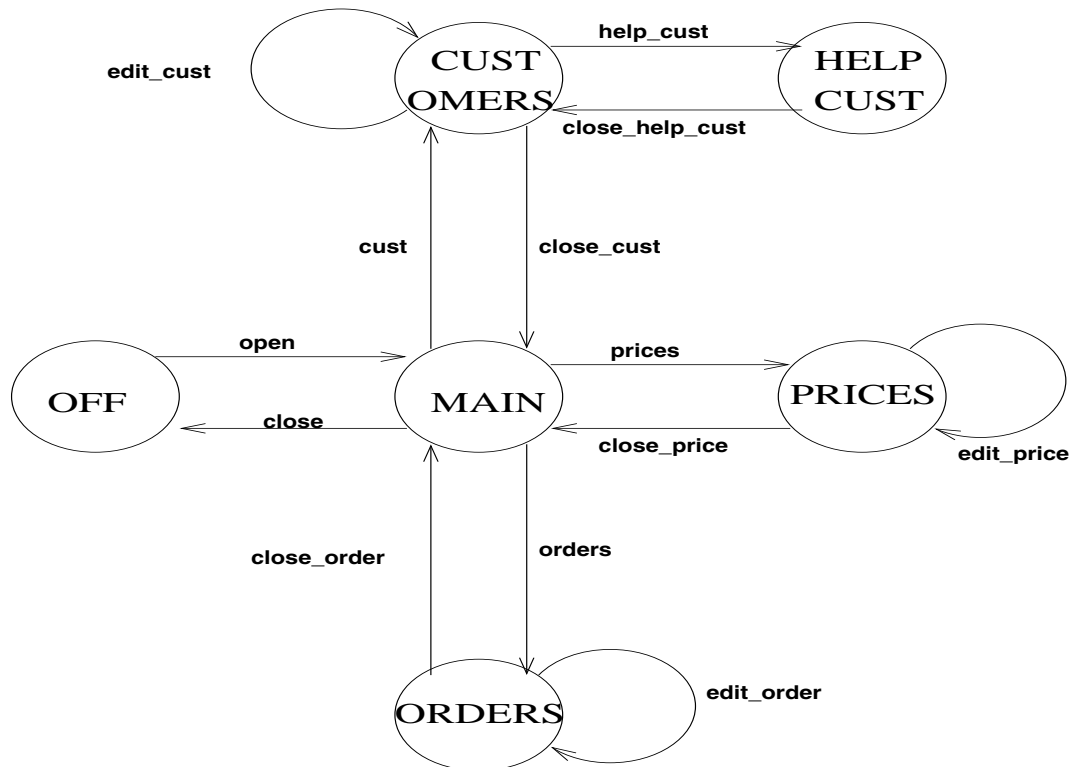 help_cust
edit_cust
CUST
OMERS
HELP
CUST
close_help_cust
cust
close_cust
open
prices
OFF
MAIN
PRICES
close
close_price
edit_price
close_order
orders
ORDERS
edit_order